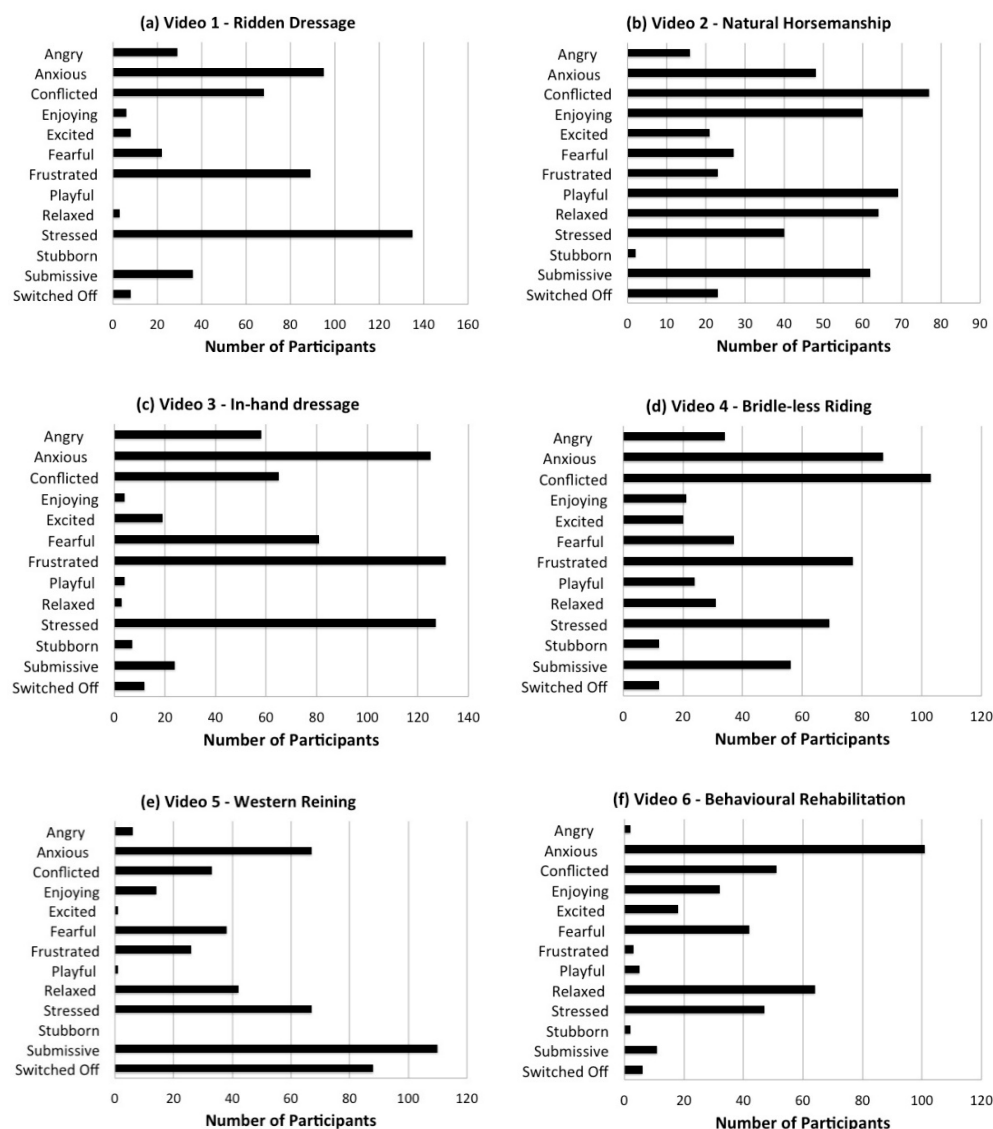 (a) Video 1 - Ridden Dressage
Angry
Anxious
Conflicted
Enjoying
Excited
Fearful
Frustrated
Playful
Relaxed
Stressed
Stubborn
Submissive
Switched Off
0 20 40 60 80 100 120 140 160
Number of Participants
(b) Video 2 - Natural Horsemanship
Angry
Anxious
Conflicted
Enjoying
Excited
Fearful
Frustrated
Playful
Relaxed
Stressed
Stubborn
Submissive
Switched Off
0 10 20 30 40 50 60 70 80 90
Number of Participants
(c) Video 3 - In-hand dressage
Angry
Anxious
Conflicted
Enjoying
Excited
Fearful
Frustrated
Playful
Relaxed
Stressed
Stubborn
Submissive
Switched Off
0 20 40 60 80 100 120 140
Number of Participants
(d) Video 4 - Bridle-less Riding
Angry
Anxious
Conflicted
Enjoying
Excited
Fearful
Frustrated
Playful
Relaxed
Stressed
Stubborn
Submissive
Switched Off
0 20 40 60 80 100 120
Number of Participants
(e) Video 5 - Western Reining
Angry
Anxious
Conflicted
Enjoying
Excited
Fearful
Frustrated
Playful
Relaxed
Stressed
Stubborn
Submissive
Switched Off
0 20 40 60 80 100 120
Number of Participants
(f) Video 6 - Behavioural Rehabilitation
Angry
Anxious
Conflicted
Enjoying
Excited
Fearful
Frustrated
Playful
Relaxed
Stressed
Stubborn
Submissive
Switched Off
0 20 40 60 80 100 120
Number of Participants